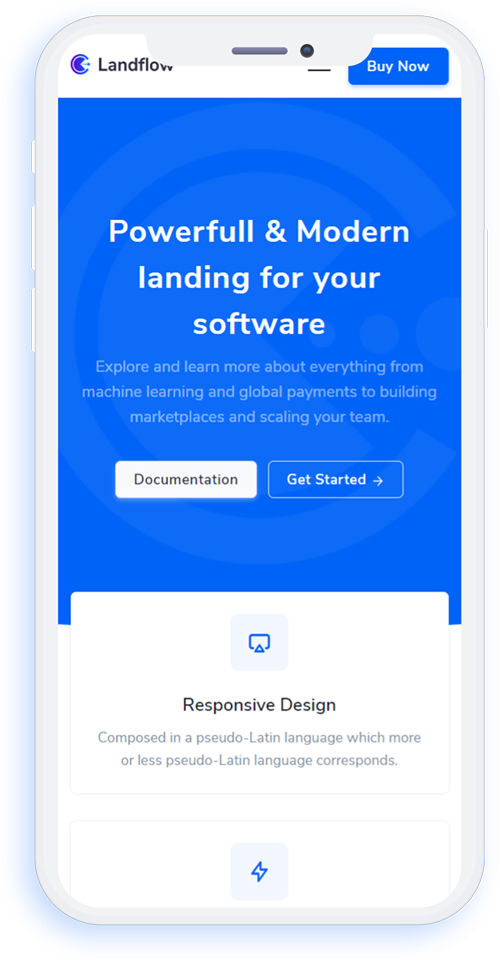 Landflow
Buy Now
Powerfull & Modern
landing for your
software
Explore and learn more about everything from
machine learning and global payments to building
marketplaces and scaling your team.
Documentation
Get Started →
Responsive Design
Composed in a pseudo-Latin language which more
or less pseudo-Latin language corresponds.